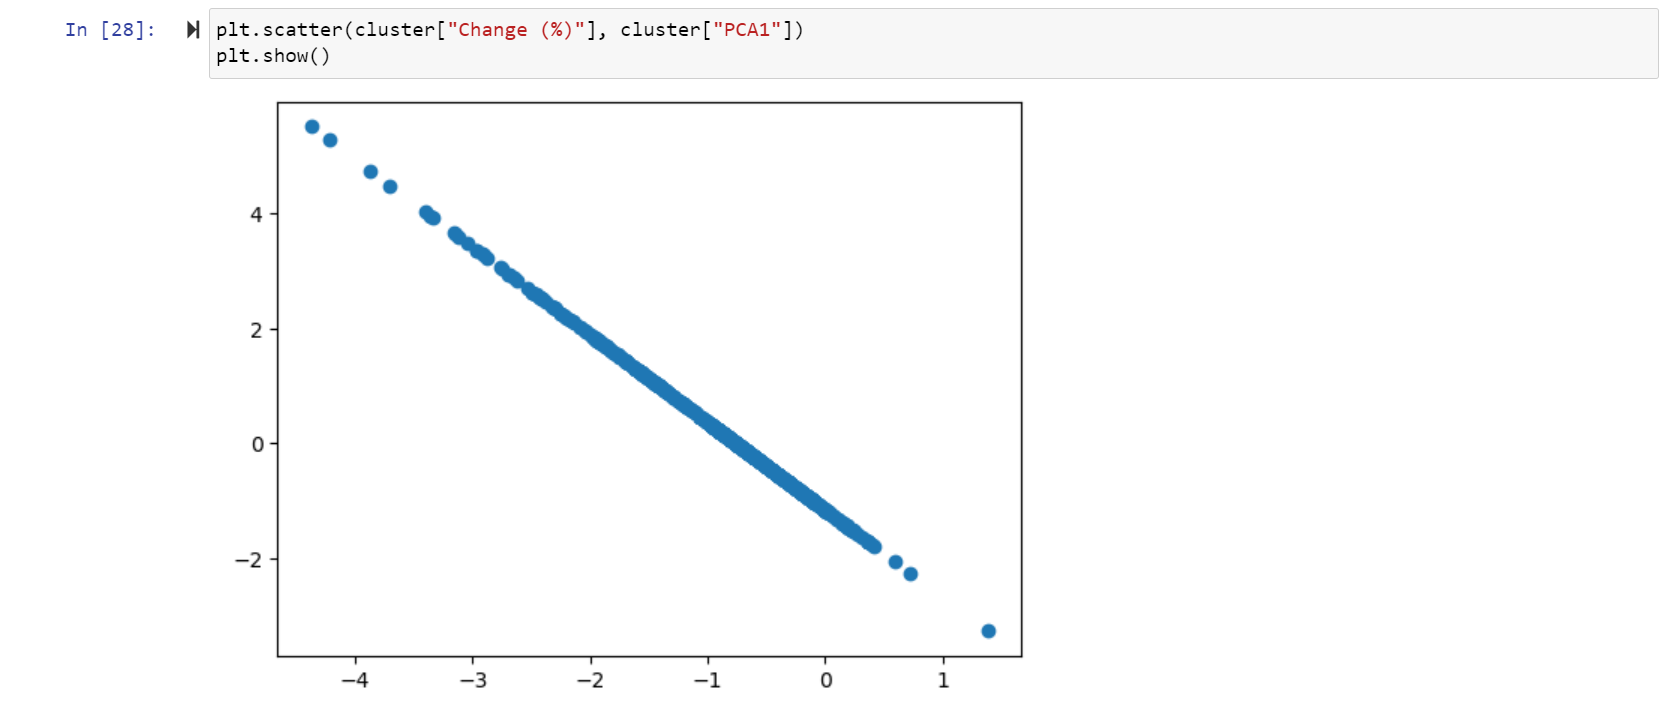 In [28]:
plt.scatter(cluster["Change (%)"], cluster["PCA1"])
plt.show()
4
2
0
−2
−4 −3 −2 −1 0 1